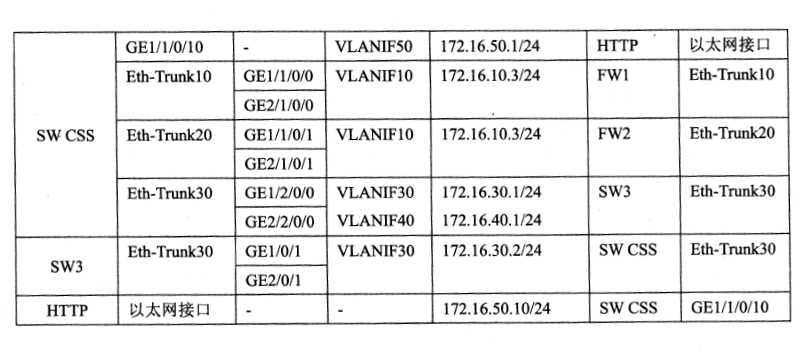 GE1/1/0/10 - VLANIF50 172.16.50.1/24 HTTP 以太网接口
Eth-Trunk10 GE1/1/0/0 VLANIF10 172.16.10.3/24 FW1 Eth-Trunk10
GE2/1/0/0
SW CSS Eth-Trunk20 GE1/1/0/1 VLANIF10 172.16.10.3/24 FW2 Eth-Trunk20
GE2/1/0/1
Eth-Trunk30 GE1/2/0/0 VLANIF30 172.16.30.1/24 SW3 Eth-Trunk30
GE2/2/0/0 VLANIF40 172.16.40.1/24
SW3 Eth-Trunk30 GE1/0/1 VLANIF30 172.16.30.2/24 SW CSS Eth-Trunk30
GE2/0/1
HTTP 以太网接口 - - 172.16.50.10/24 SW CSS GE1/1/0/10